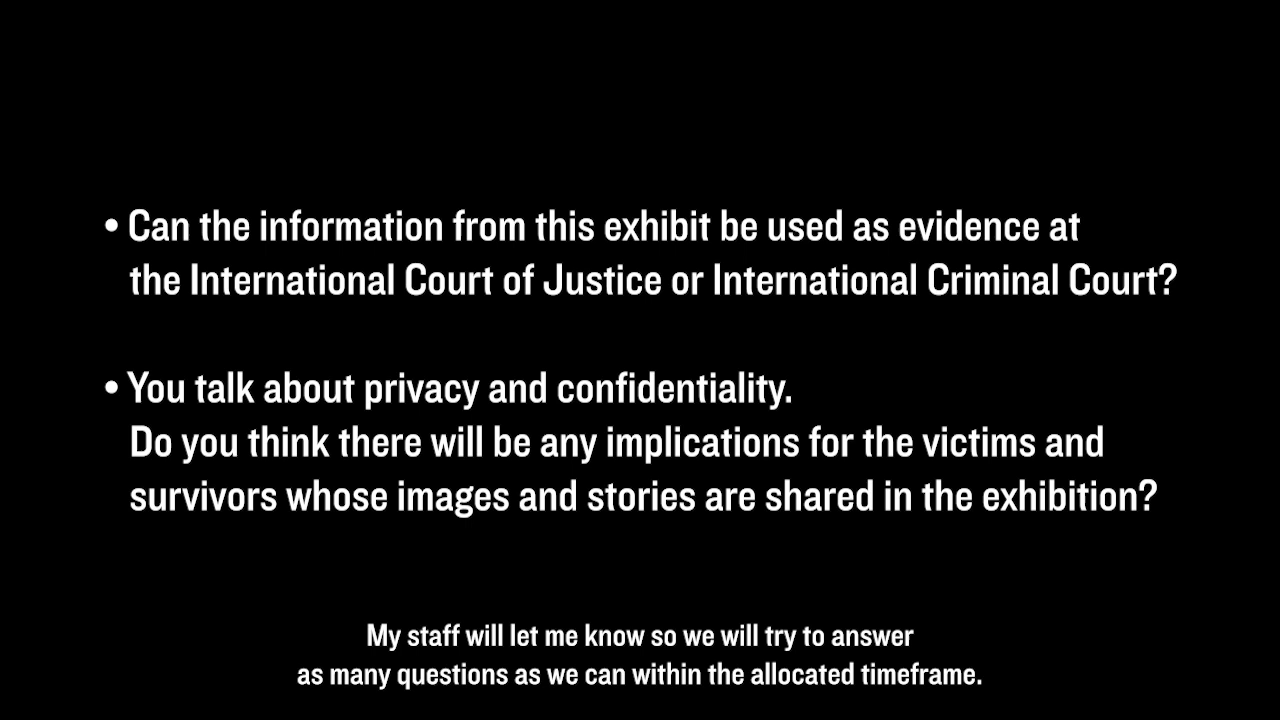 • Can the information from this exhibit be used as evidence at
the International Court of Justice or International Criminal Court?
• You talk about privacy and confidentiality.
Do you think there will be any implications for the victims and
survivors whose images and stories are shared in the exhibition?
My staff will let me know so we will try to answer
as many questions as we can within the allocated timeframe.